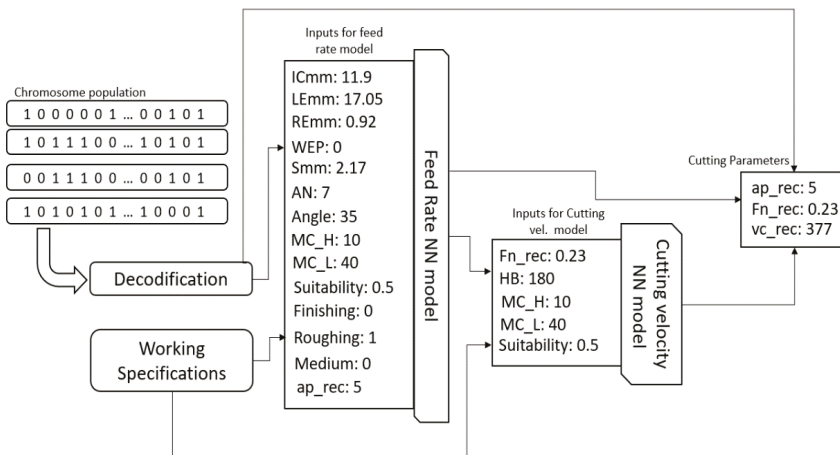 Inputs for feed
rate model
Chromosome population
1 0 0 0 0 0 1 ... 0 0 1 0 1
1 0 1 1 1 0 0 ... 1 0 1 0 1
0 0 1 1 1 0 0 ... 0 0 1 0 1
1 0 1 0 1 0 1 ... 1 0 0 0 1
Decodification
Working
Specifications
ICmm: 11.9
LEmm: 17.05
REmm: 0.92
WEP: 0
Smm: 2.17
AN: 7
Angle: 35
MC_H: 10
MC_L: 40
Suitability: 0.5
Finishing: 0
Roughing: 1
Medium: 0
ap_rec: 5
Feed Rate NN model
Inputs for Cutting
vel. model
Fn_rec: 0.23
HB: 180
MC_H: 10
MC_L: 40
Suitability: 0.5
Cutting velocity
NN model
Cutting Parameters
ap_rec: 5
Fn_rec: 0.23
vc_rec: 377